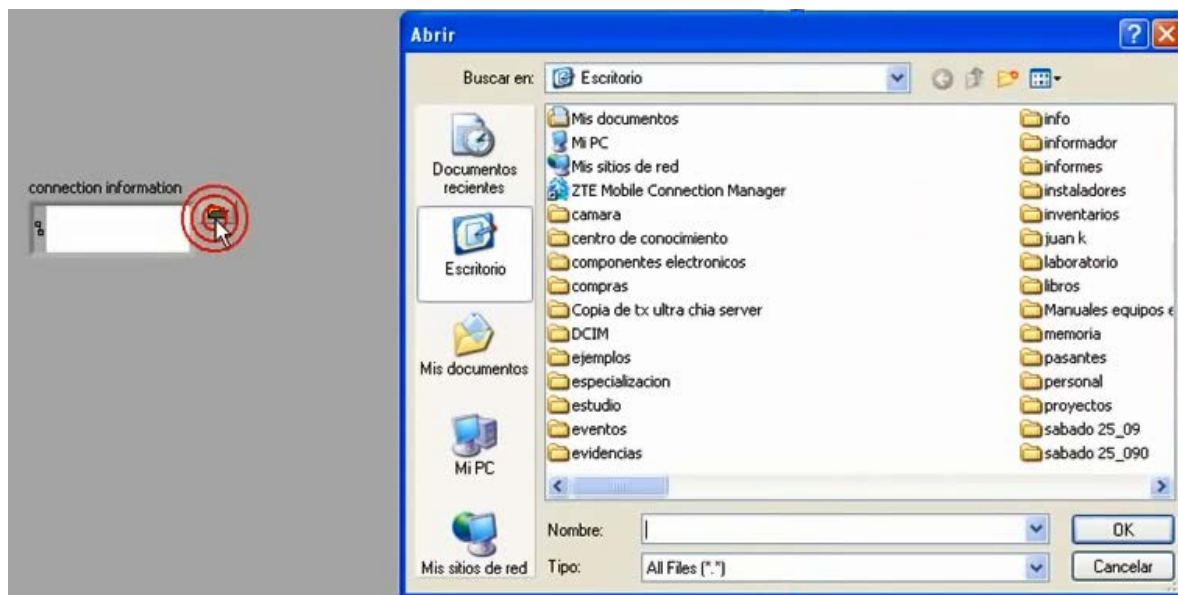 connection information
Abrir
Buscar en:
Escritorio
Documentos
recientes
Escritorio
Mis documentos
Mi PC
Mis sitios de red
Mis documentos
Mi PC
Mis sitios de red
ZTE Mobile Connection Manager
camara
centro de conocimiento
componentes electronicos
compras
Copia de tx ultra chia server
DCIM
ejemplos
especializacion
estudio
eventos
evidencias
info
informador
informes
instaladores
inventarios
juan k
laboratorio
libros
Manuales equipos e
memoria
pasantes
personal
proyectos
sabado 25_09
sabado 25_090
Nombre:
OK
Tipo:
All Files (*.*)
Cancelar